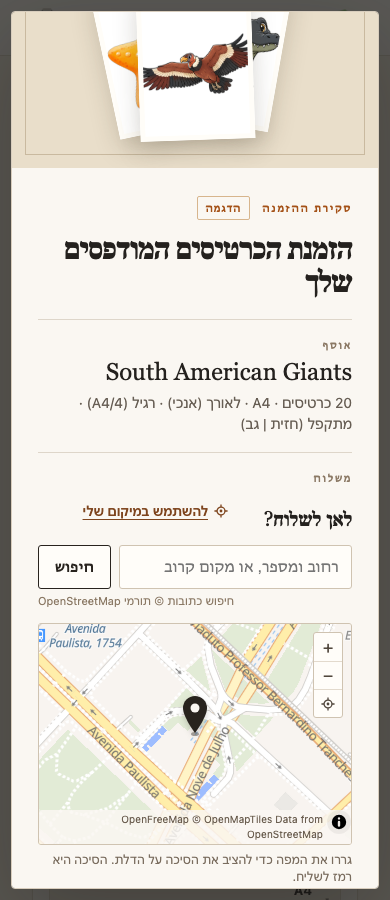 סקירת ההזמנה הדגמה
הזמנת הכרטיסים המודפסים
שלך
אוסף
South American Giants
20 כרטיסים · A4 · לאורך (אנכי) · רגיל (A4/4) ·
מתקפל (חזית | גב)
משלוח
לאן לשלוח?
להשתמש במיקום שלי
רחוב ומספר, או מקום קרוב
חיפוש
חיפוש כתובות © תורמי OpenStreetMap
Avenida
Paulista, 1754
Avenida Paulista
Nove de Julho
Professor Bernardino
+
−
OpenFreeMap © OpenMapTiles Data from
OpenStreetMap
גררו את המפה כדי להציב את הסיכה על הדלת. הסיכה היא
רמז לשליח.
A4